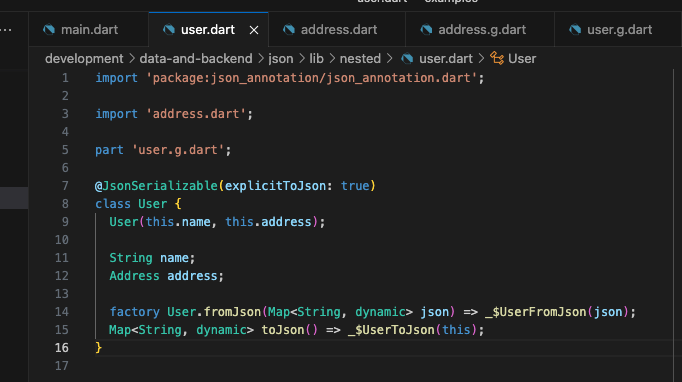 user.dart — examples
main.dart
user.dart
address.dart
address.g.dart
user.g.dart
development > data-and-backend > json > lib > nested > user.dart > User
1 import 'package:json_annotation/json_annotation.dart';
2
3 import 'address.dart';
4
5 part 'user.g.dart';
6
7 @JsonSerializable(explicitToJson: true)
8 class User {
9 User(this.name, this.address);
10
11 String name;
12 Address address;
13
14 factory User.fromJson(Map<String, dynamic> json) => _$UserFromJson(json);
15 Map<String, dynamic> toJson() => _$UserToJson(this);
16 }
17